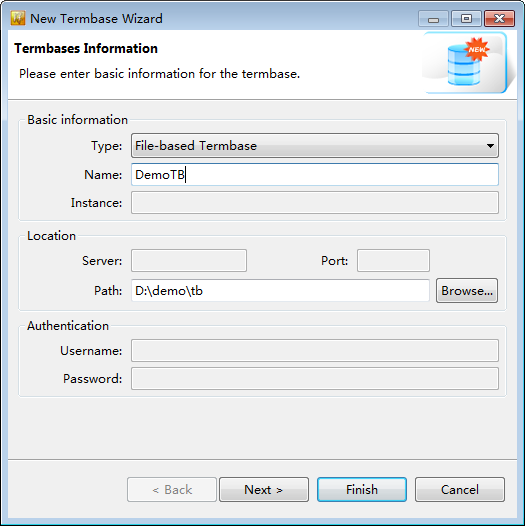 New Termbase Wizard
Termbases Information
Please enter basic information for the termbase.
NEW
Basic information
Type: File-based Termbase
Name: DemoTB
Instance:
Location
Server: Port:
Path: D:\demo\tb Browse...
Authentication
Username:
Password:
< Back Next > Finish Cancel